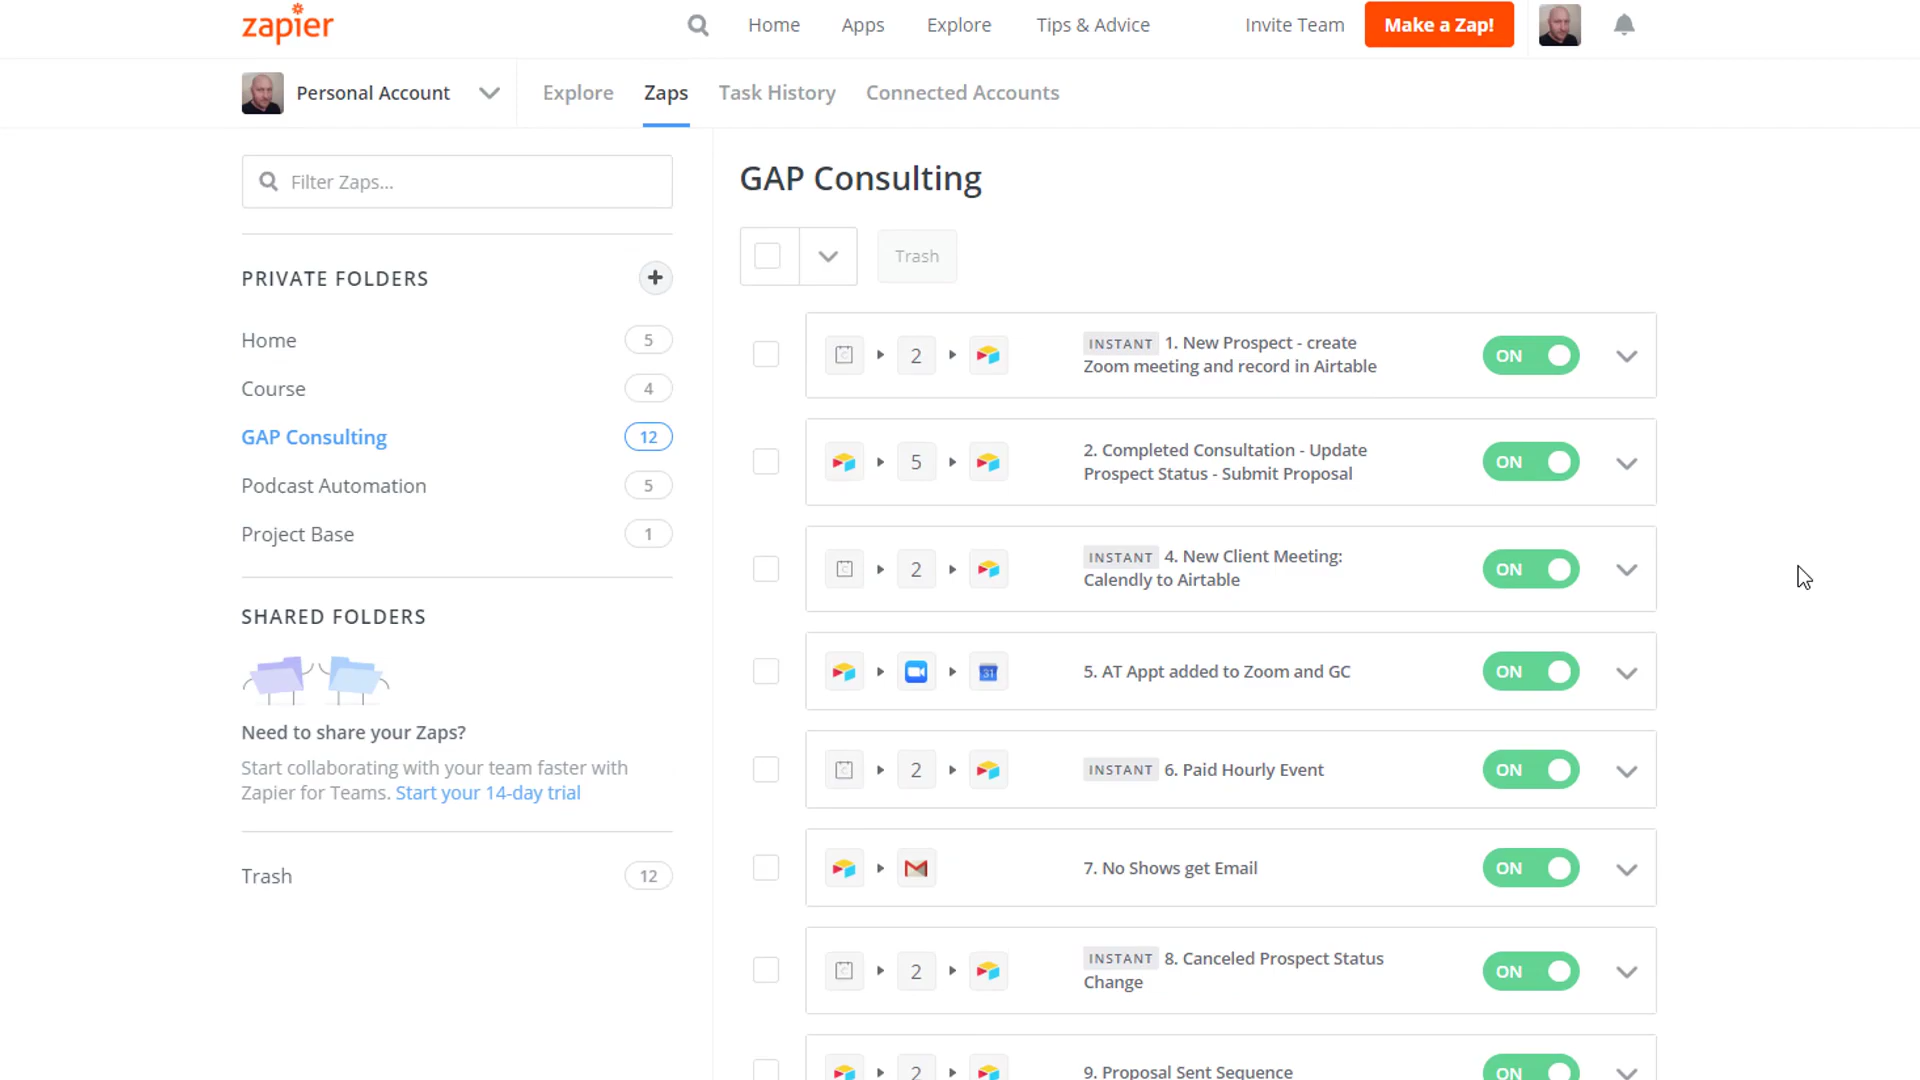 zapier
Home Apps Explore Tips & Advice Invite Team Make a Zap!
Personal Account Explore Zaps Task History Connected Accounts
Filter Zaps...
PRIVATE FOLDERS
Home 5
Course 4
GAP Consulting 12
Podcast Automation 5
Project Base 1
SHARED FOLDERS
Need to share your Zaps?
Start collaborating with your team faster with
Zapier for Teams. Start your 14-day trial
Trash 12
GAP Consulting
Trash
2 INSTANT 1. New Prospect - create
Zoom meeting and record in Airtable
ON
5 2. Completed Consultation - Update
Prospect Status - Submit Proposal
ON
2 INSTANT 4. New Client Meeting:
Calendly to Airtable
ON
31 5. AT Appt added to Zoom and GC ON
2 INSTANT 6. Paid Hourly Event ON
7. No Shows get Email ON
2 INSTANT 8. Canceled Prospect Status
Change
ON
2 9. Proposal Sent Sequence ON